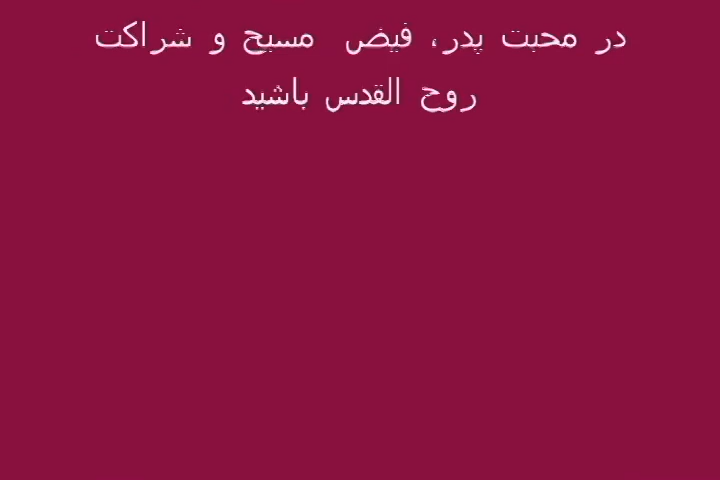 در محبت پدر، فیض مسیح و شراکت
روح القدس باشید